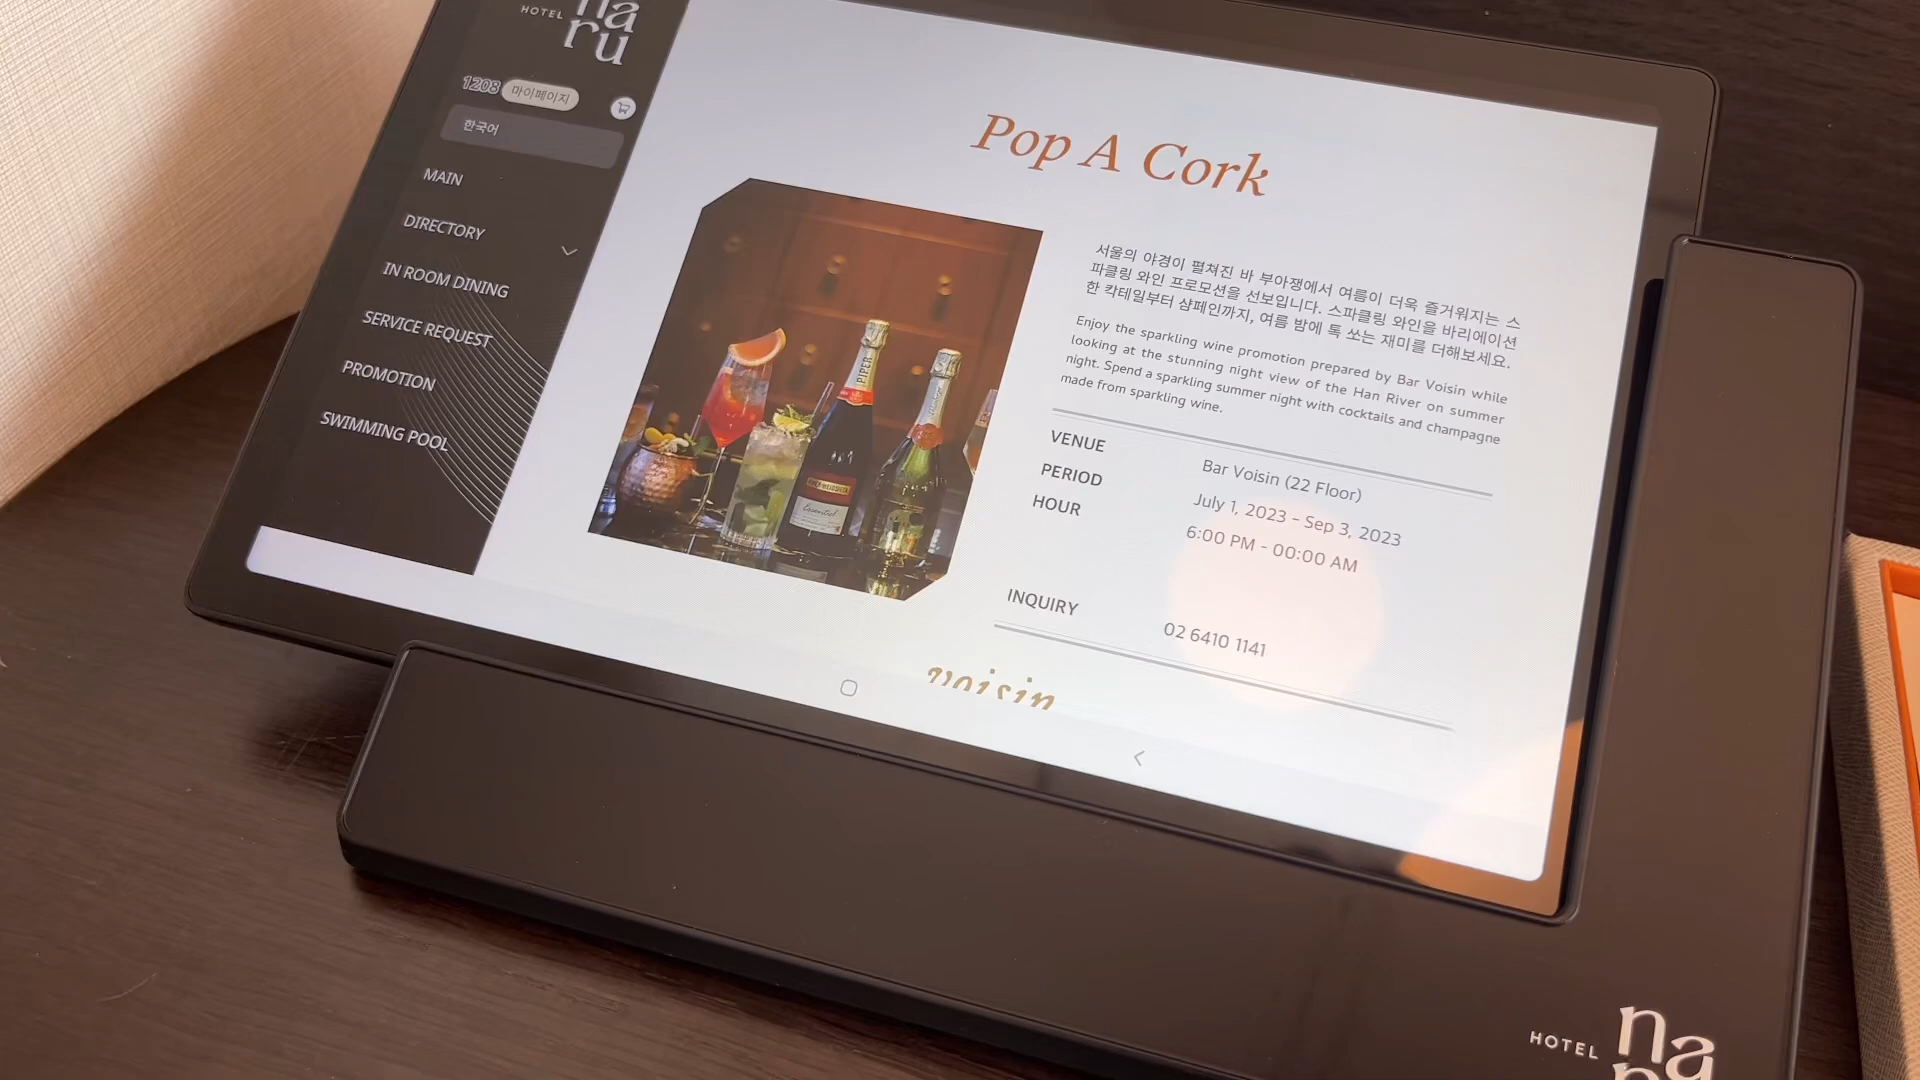 HOTEL
na
ru
1208 마이페이지
한국어
MAIN
DIRECTORY
IN ROOM DINING
SERVICE REQUEST
PROMOTION
SWIMMING POOL
Pop A Cork
서울의 야경이 펼쳐진 바 부아쟁에서 여름이 더욱 즐거워지는 스
파클링 와인 프로모션을 선보입니다. 스파클링 와인을 바리에이션
한 칵테일부터 샴페인까지, 여름 밤에 톡 쏘는 재미를 더해보세요.
Enjoy the sparkling wine promotion prepared by Bar Voisin while
looking at the stunning night view of the Han River on summer
night. Spend a sparkling summer night with cocktails and champagne
made from sparkling wine.
VENUE Bar Voisin (22 Floor)
PERIOD July 1, 2023 - Sep 3, 2023
HOUR 6:00 PM - 00:00 AM
INQUIRY 02 6410 1141
voisin
PIPER
Essentiel
HOTEL
na